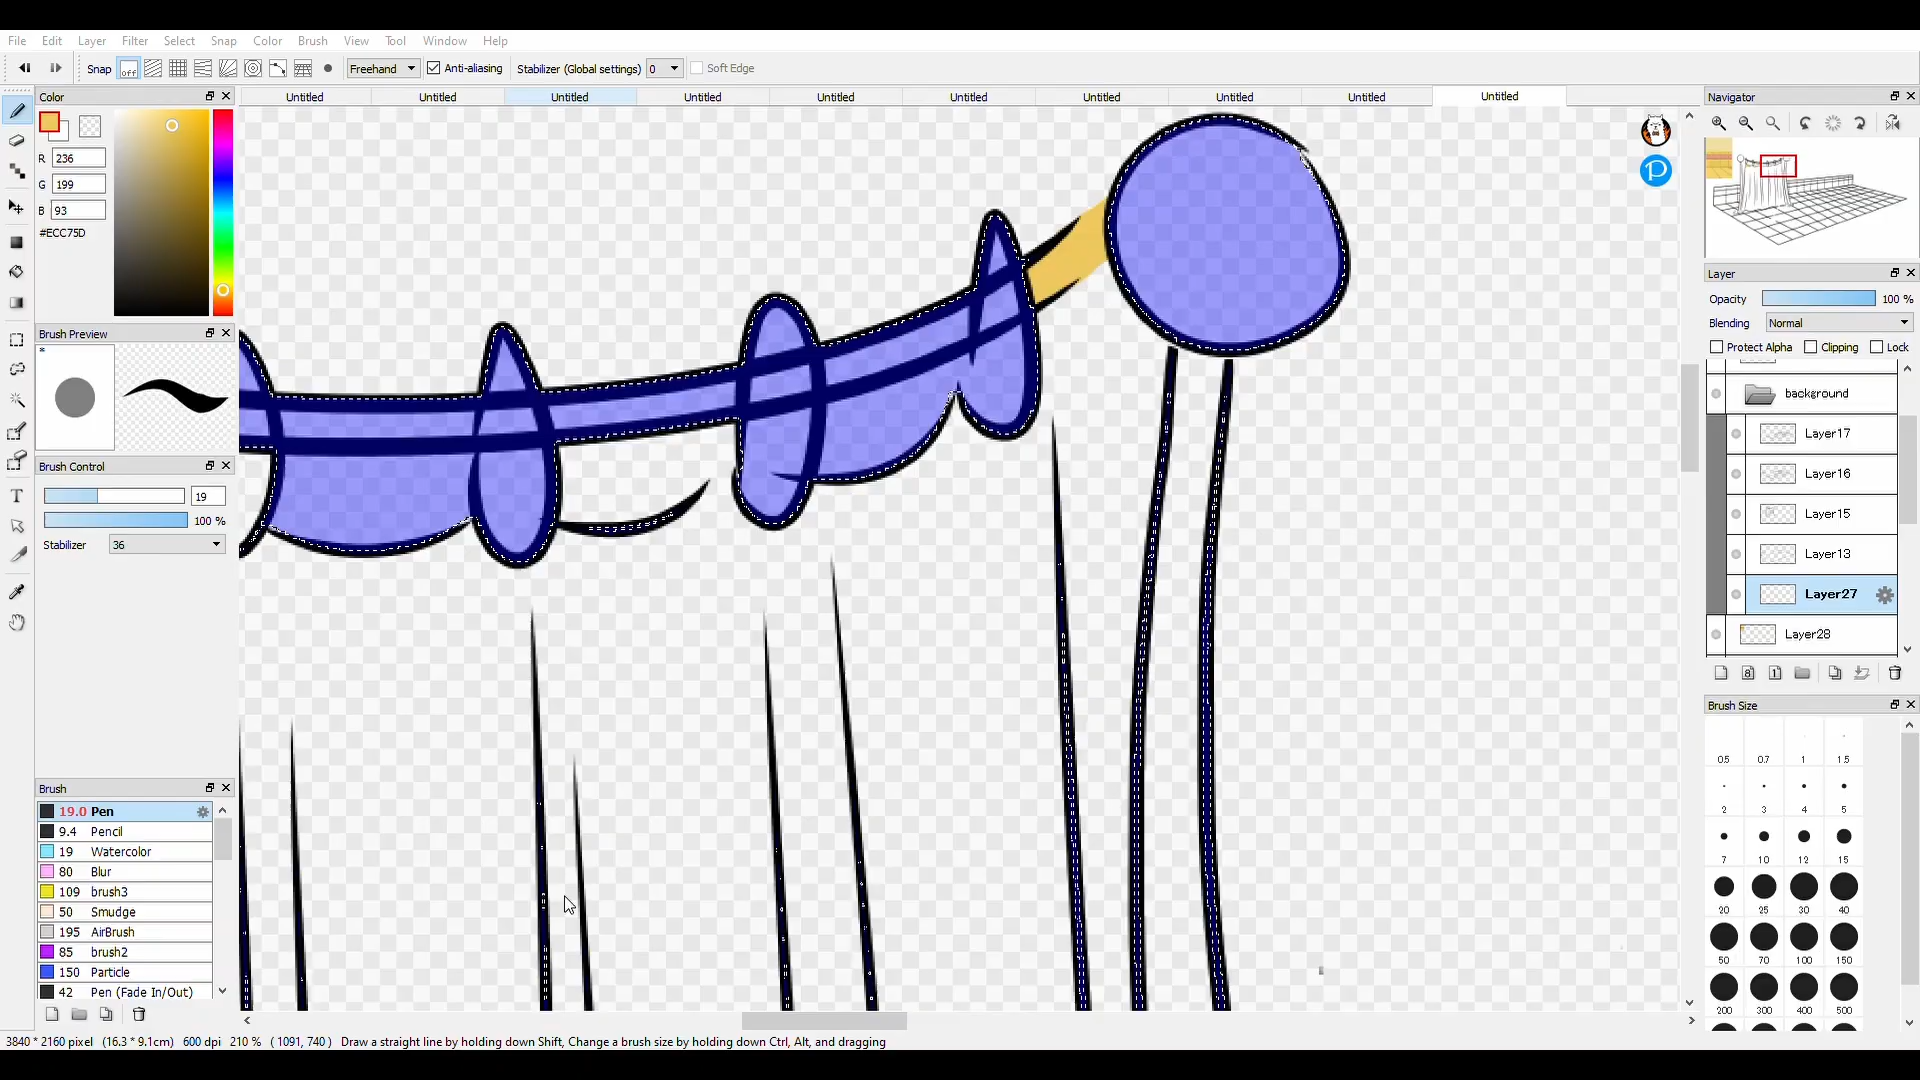 File Edit Layer Filter Select Snap Color Brush View Tool Window Help
Snap off Freehand Anti-aliasing Stabilizer (Global settings) 0 Soft Edge
Color
Untitled Untitled Untitled Untitled Untitled Untitled Untitled Untitled Untitled Untitled
Navigator
R 236
G 199
B 93
#ECC75D
Brush Preview
*
Brush Control
19
100 %
Stabilizer 36
Layer
Opacity 100 %
Blending Normal
Protect Alpha Clipping Lock
background
Layer17
Layer16
Layer15
Layer13
Layer27
Layer28
8 1
Brush
19.0 Pen
9.4 Pencil
19 Watercolor
80 Blur
109 brush3
50 Smudge
195 AirBrush
85 brush2
150 Particle
42 Pen (Fade In/Out)
Brush Size
0.5 0.7 1 1.5
2 3 4 5
7 10 12 15
20 25 30 40
50 70 100 150
200 300 400 500
T
P
3840 * 2160 pixel (16.3 * 9.1cm) 600 dpi 210 % ( 1091, 740 ) Draw a straight line by holding down Shift, Change a brush size by holding down Ctrl, Alt, and dragging